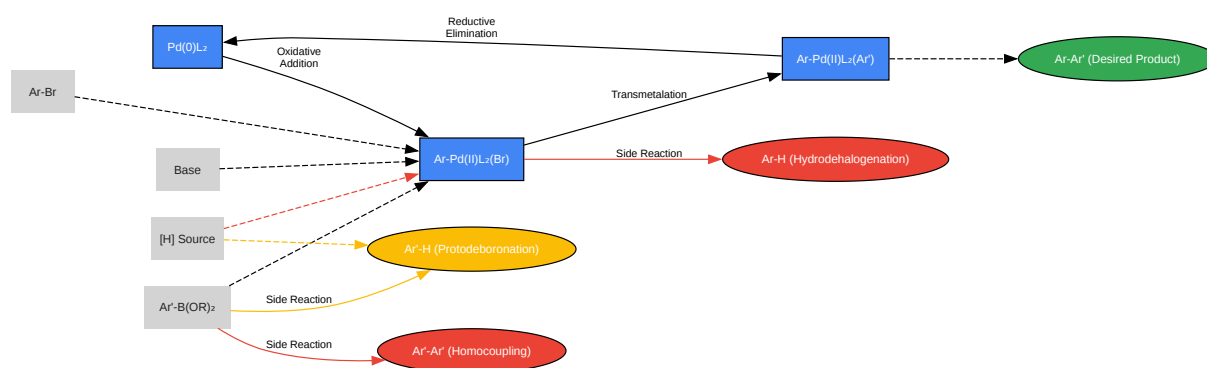 Reductive
Elimination
Pd(0)L₂
Oxidative
Addition
Ar-Pd(II)L₂(Ar')
Ar-Ar' (Desired Product)
Ar-Br
Transmetalation
Ar-Pd(II)L₂(Br)
Side Reaction
Ar-H (Hydrodehalogenation)
Base
[H] Source
Ar'-H (Protodeboronation)
Ar'-B(OR)₂
Side Reaction
Side Reaction
Ar'-Ar' (Homocoupling)